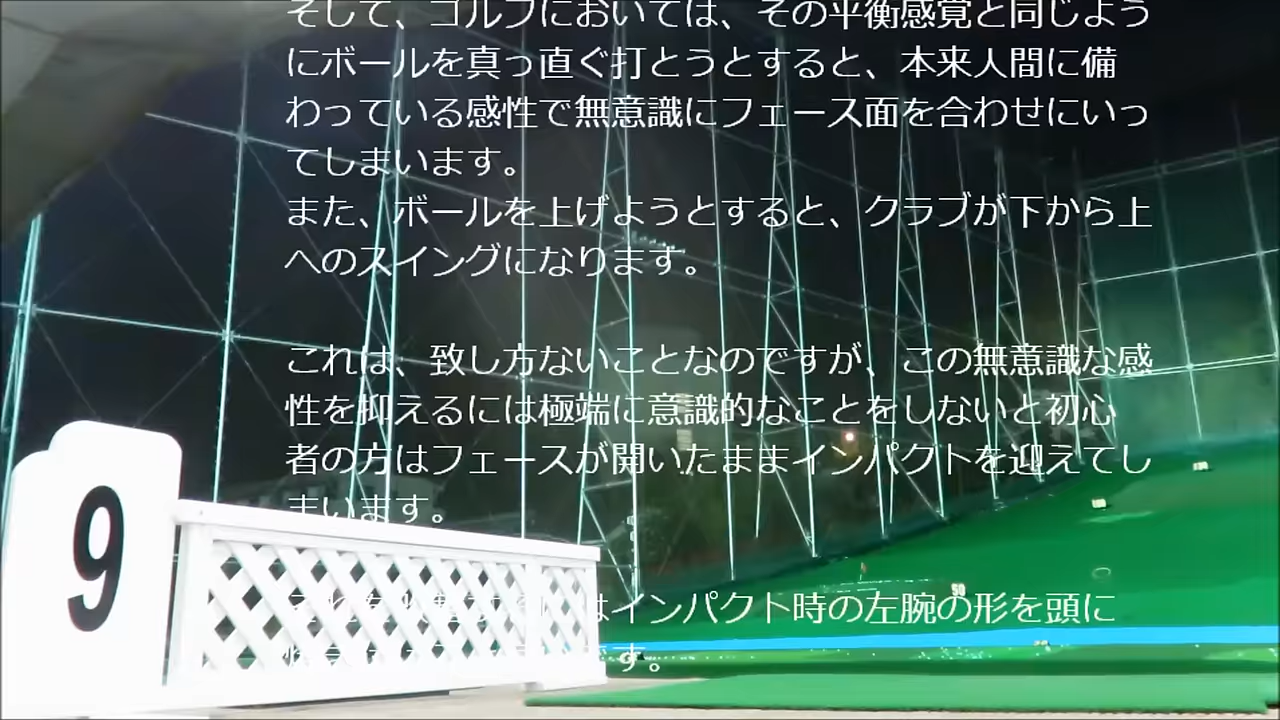 そして、ゴルフにおいては、その平衡感覚と同じよう
にボールを真っ直ぐ打とうとすると、本来人間に備
わっている感性で無意識にフェース面を合わせにいっ
てしまいます。
また、ボールを上げようとすると、クラブが下から上
へのスイングになります。
これは、致し方ないことなのですが、この無意識な感
性を抑えるには極端に意識的なことをしないと初心
者の方はフェースが開いたままインパクトを迎えてし
まいます。
はインパクト時の左腕の形を頭に
す。
9
50